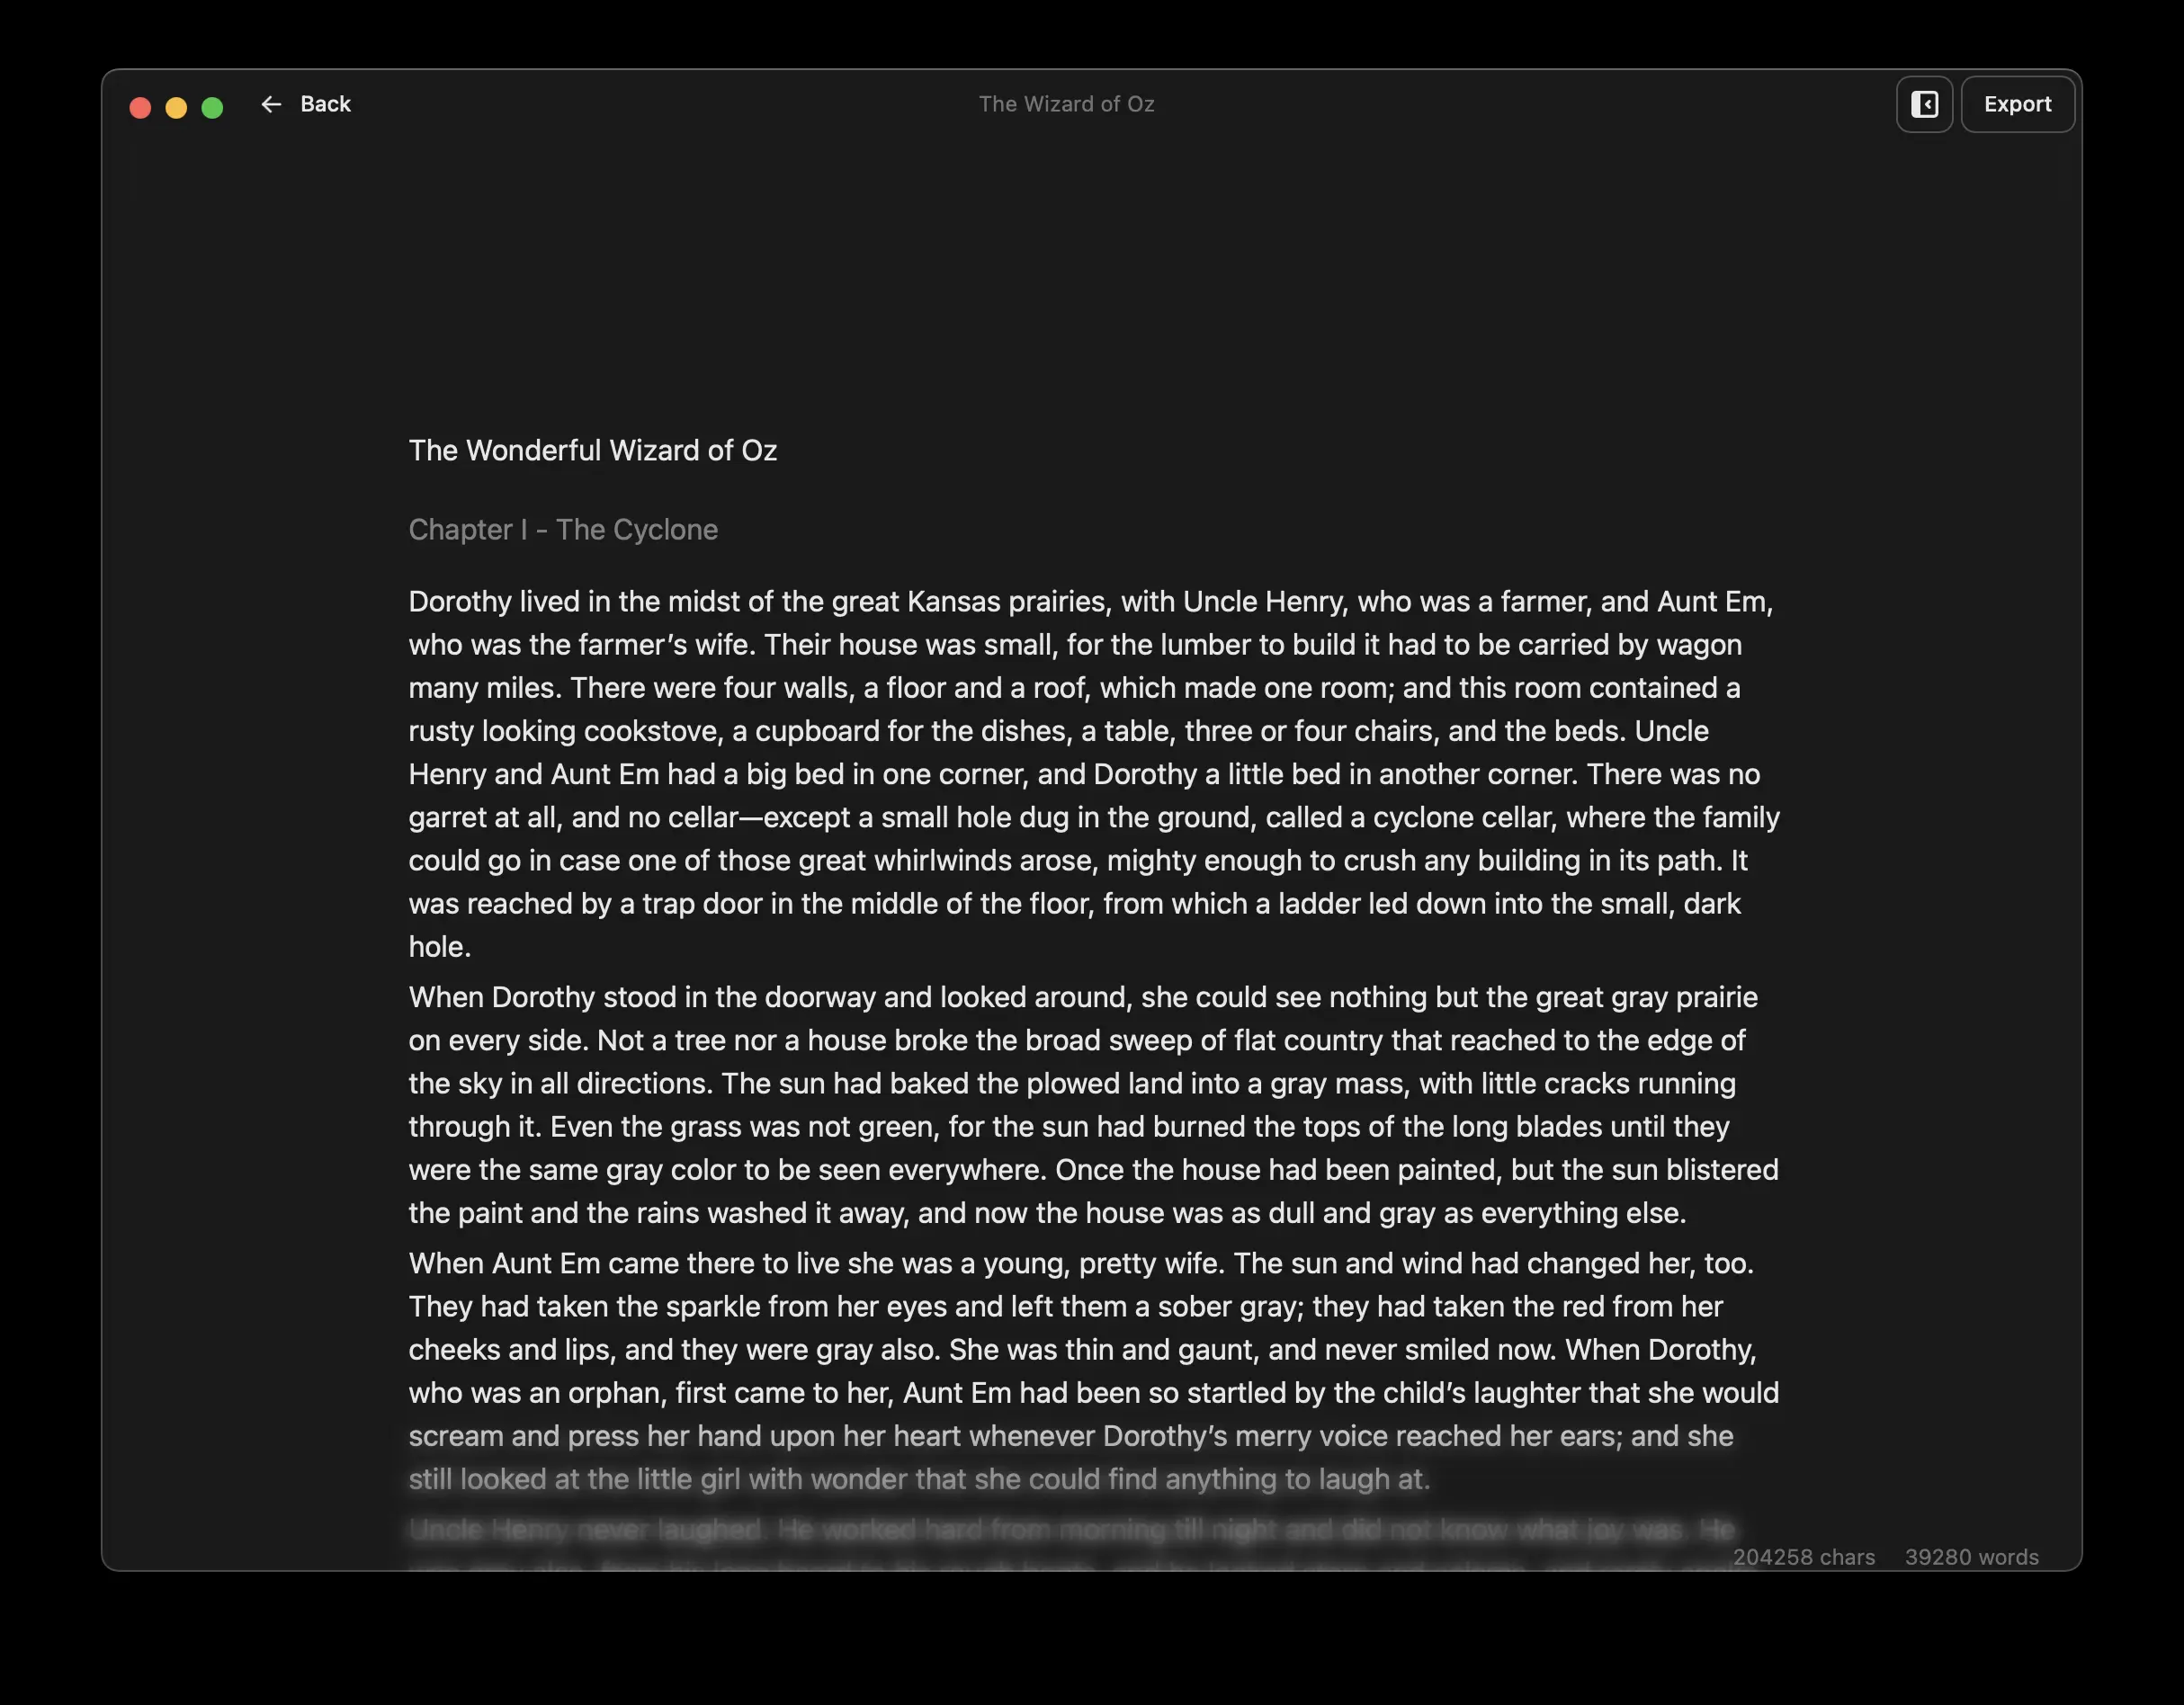 Back
The Wizard of Oz
Export
The Wonderful Wizard of Oz
Chapter I - The Cyclone
Dorothy lived in the midst of the great Kansas prairies, with Uncle Henry, who was a farmer, and Aunt Em,
who was the farmer’s wife. Their house was small, for the lumber to build it had to be carried by wagon
many miles. There were four walls, a floor and a roof, which made one room; and this room contained a
rusty looking cookstove, a cupboard for the dishes, a table, three or four chairs, and the beds. Uncle
Henry and Aunt Em had a big bed in one corner, and Dorothy a little bed in another corner. There was no
garret at all, and no cellar—except a small hole dug in the ground, called a cyclone cellar, where the family
could go in case one of those great whirlwinds arose, mighty enough to crush any building in its path. It
was reached by a trap door in the middle of the floor, from which a ladder led down into the small, dark
hole.
When Dorothy stood in the doorway and looked around, she could see nothing but the great gray prairie
on every side. Not a tree nor a house broke the broad sweep of flat country that reached to the edge of
the sky in all directions. The sun had baked the plowed land into a gray mass, with little cracks running
through it. Even the grass was not green, for the sun had burned the tops of the long blades until they
were the same gray color to be seen everywhere. Once the house had been painted, but the sun blistered
the paint and the rains washed it away, and now the house was as dull and gray as everything else.
When Aunt Em came there to live she was a young, pretty wife. The sun and wind had changed her, too.
They had taken the sparkle from her eyes and left them a sober gray; they had taken the red from her
cheeks and lips, and they were gray also. She was thin and gaunt, and never smiled now. When Dorothy,
who was an orphan, first came to her, Aunt Em had been so startled by the child’s laughter that she would
scream and press her hand upon her heart whenever Dorothy’s merry voice reached her ears; and she
still looked at the little girl with wonder that she could find anything to laugh at.
Uncle Henry never laughed. He worked hard from morning till night and did not know what joy was. He
204258 chars 39280 words